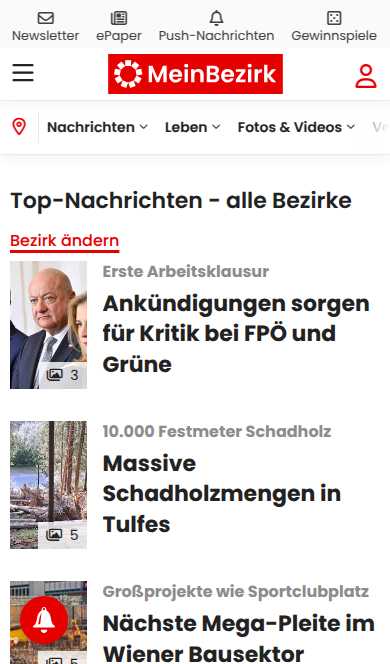 Newsletter ePaper Push-Nachrichten Gewinnspiele
MeinBezirk
Nachrichten Leben Fotos & Videos
Top-Nachrichten - alle Bezirke
Bezirk ändern
Erste Arbeitsklausur
Ankündigungen sorgen
für Kritik bei FPÖ und
Grüne
3
10.000 Festmeter Schadholz
Massive
Schadholzmengen in
Tulfes
5
Großprojekte wie Sportclubplatz
Nächste Mega-Pleite im
Wiener Bausektor
5